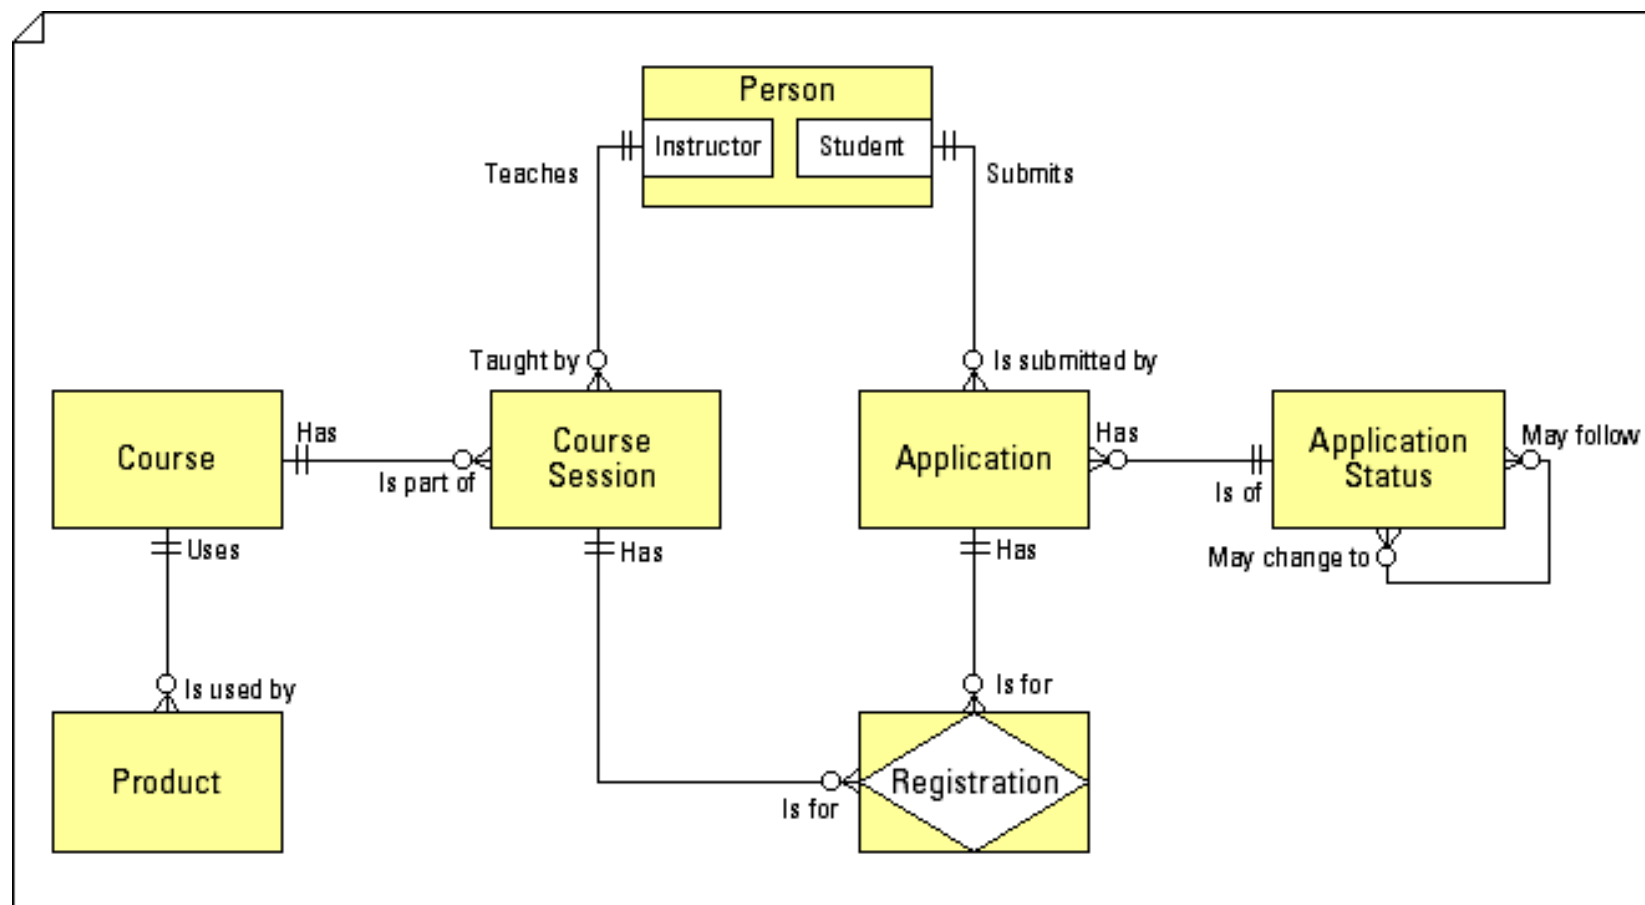 Person
Instructor
Student
Teaches
Submits
Taught by
Is submitted by
Course
Has
Is part of
Course
Session
Application
Has
Is of
Application
Status
May follow
Uses
Has
Has
May change to
Is used by
Is for
Product
Is for
Registration